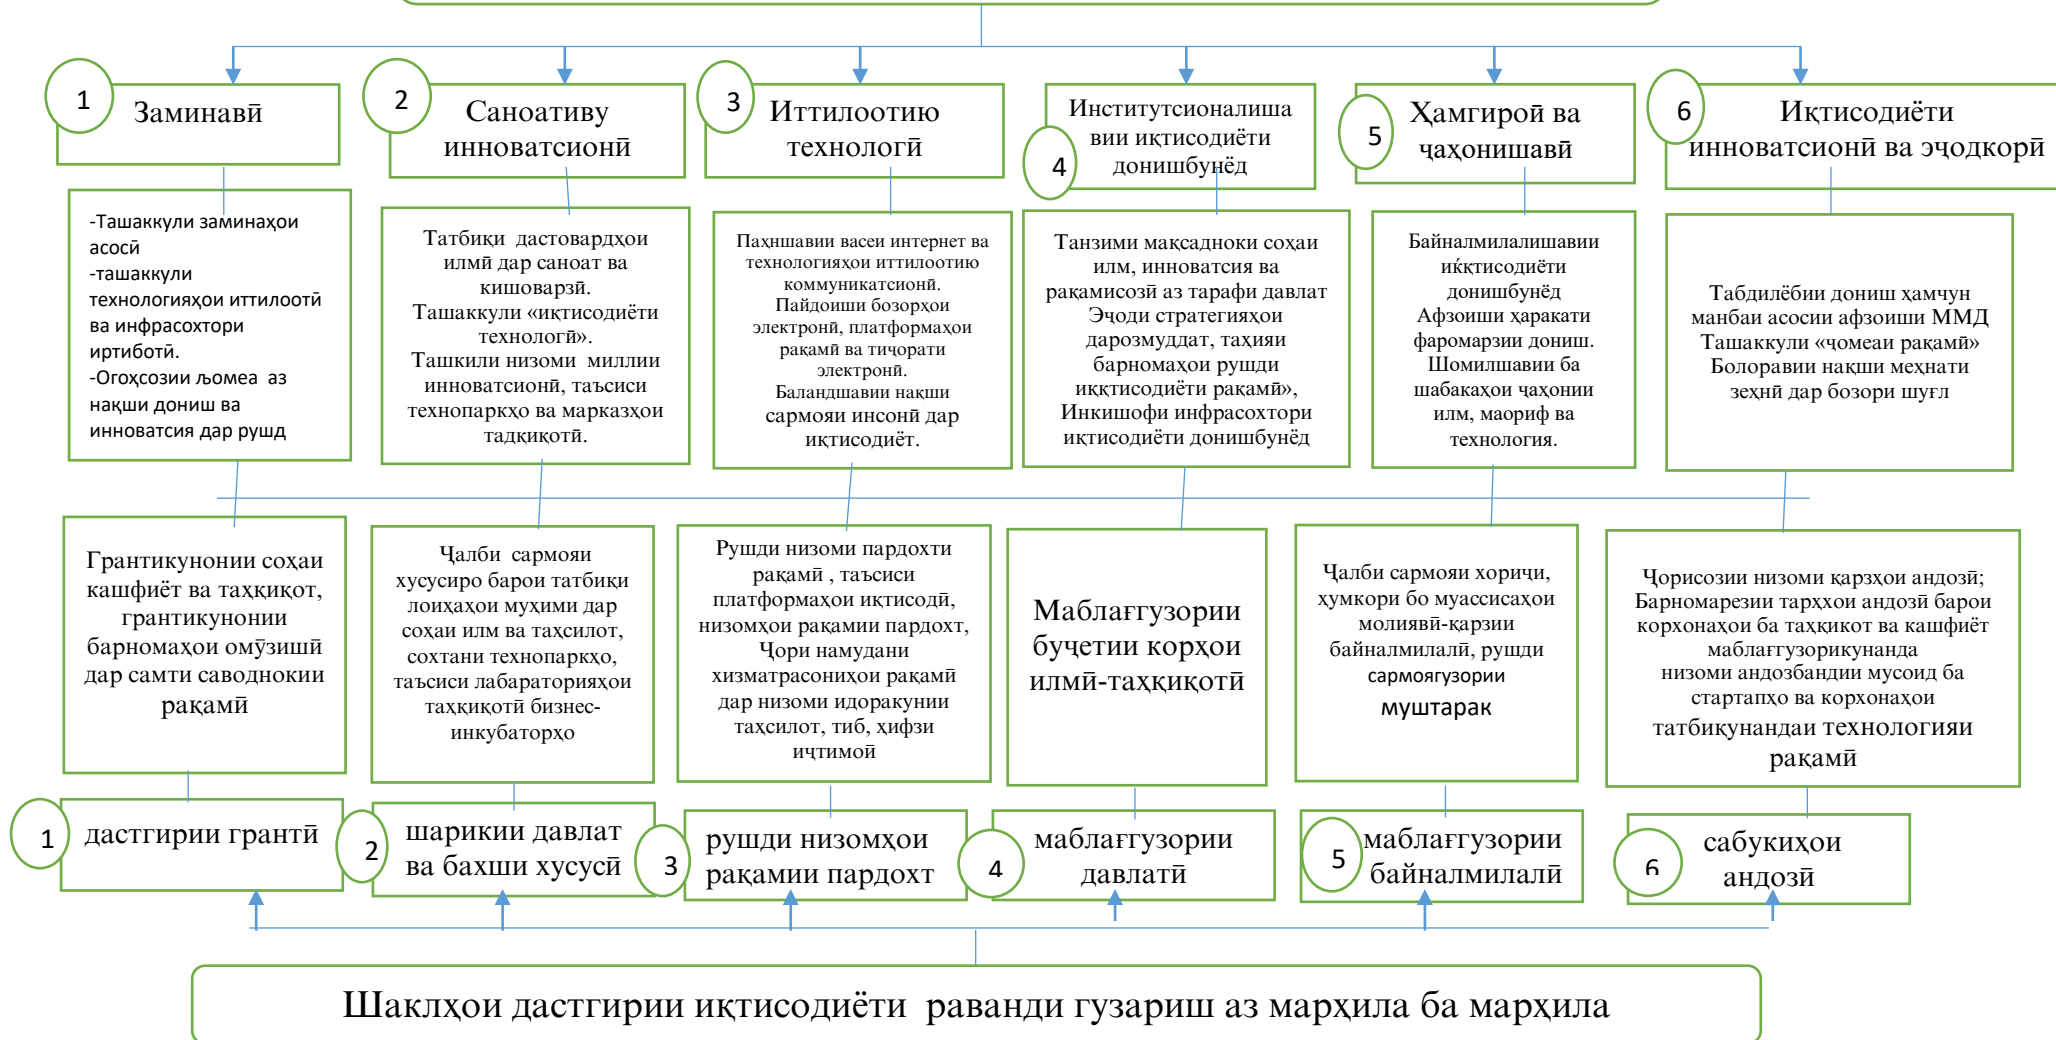 1
Заминавӣ
2
Саноативу
инноватсионӣ
3
Иттилоотию
технологӣ
4
Институтсионалиша
вии иқтисодиёти
донишбунёд
5
Ҳамгироӣ ва
ҷаҳонишавӣ
6
Иқтисодиёти
инноватсионӣ ва эҷодкорӣ
-Ташаккули заминаҳои
асосӣ
-ташаккули
технологияҳои иттилоотӣ
ва инфрасохтори
иртиботӣ.
-Огоҳсозии љомеа аз
нақши дониш ва
инноватсия дар рушд
Татбиқи дастовардҳои
илмӣ дар саноат ва
кишоварзӣ.
Ташаккули «иқтисодиёти
технологӣ».
Ташкили низоми миллии
инноватсионӣ, таъсиси
технопаркҳо ва марказҳои
тадқиқотӣ.
Паҳншавии васеи интернет ва
технологияҳои иттилоотию
коммуникатсионӣ.
Пайдоиши бозорҳои
электронӣ, платформаҳои
рақамӣ ва тиҷорати
электронӣ.
Баландшавии нақши
сармояи инсонӣ дар
иқтисодиёт.
Танзими мақсадноки соҳаи
илм, инноватсия ва
рақамисозӣ аз тарафи давлат
Эҷоди стратегияҳои
дарозмуддат, таҳияи
барномаҳои рушди
иққтисодиёти рақамӣ»,
Инкишофи инфрасохтори
иқтисодиёти донишбунёд
Байналмилалишавии
иќқтисодиёти
донишбунёд
Афзоиши ҳаракати
фаромарзии дониш.
Шомилшавии ба
шабакаҳои ҷаҳонии
илм, маориф ва
технология.
Табдилёбии дониш ҳамчун
манбаи асосии афзоиши ММД
Ташаккули «ҷомеаи рақамӣ»
Болоравии нақши меҳнати
зеҳнӣ дар бозори шуғл
Грантикунонии соҳаи
кашфиёт ва таҳқиқот,
грантикунонии
барномаҳои омӯзишӣ
дар самти саводнокии
рақамӣ
Ҷалби сармояи
хусусиро барои татбиқи
лоиҳаҳои муҳими дар
соҳаи илм ва таҳсилот,
сохтани технопаркҳо,
таъсиси лабараторияҳои
таҳқиқотӣ бизнес-
инкубаторҳо
Рушди низоми пардохти
рақамӣ , таъсиси
платформаҳои иқтисодӣ,
низомҳои рақамии пардохт,
Ҷори намудани
хизматрасониҳои рақамӣ
дар низоми идоракунии
таҳсилот, тиб, ҳифзи
иҷтимоӣ
Маблағгузории
буҷетии корҳои
илмӣ-таҳқиқотӣ
Ҷалби сармояи хориҷи,
ҳумкори бо муассисаҳои
молиявӣ-қарзии
байналмилалӣ, рушди
сармоягузории
муштарак
Ҷорисозии низоми қарзҳои андозӣ;
Барномарезии тарҳҳои андозӣ барои
корхонаҳои ба таҳқикот ва кашфиёт
маблағгузорикунанда
низоми андозбандии мусоид ба
стартапҳо ва корхонаҳои
татбиқунандаи технологияи
рақамӣ
1
дастгирии грантӣ
2
шарикии давлат
ва бахши хусусӣ
3
рушди низомҳои
рақамии пардохт
4
маблағгузории
давлатӣ
5
маблағгузории
байналмилалӣ
6
сабукиҳои
андозӣ
Шаклҳои дастгирии иқтисодиёти раванди гузариш аз марҳила ба марҳила